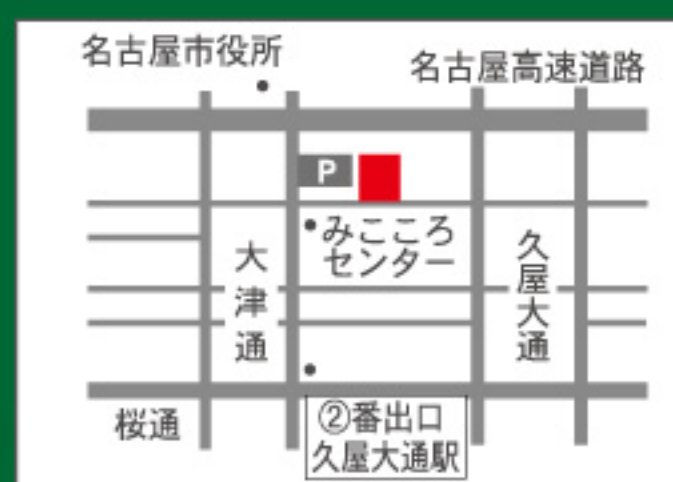 名古屋市役所
名古屋高速道路
P
みこころ
センター
大津通
久屋大通
桜通
②番出口
久屋大通駅